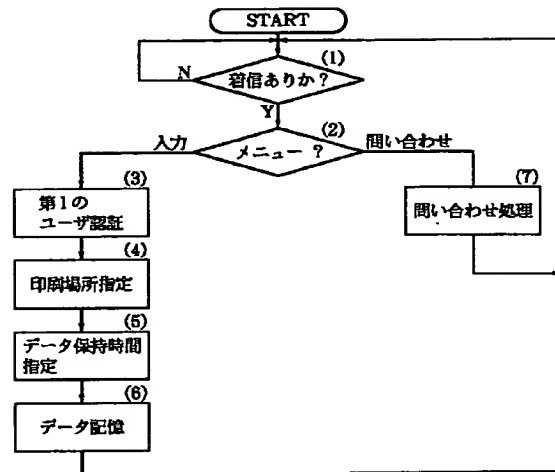 START
(1)
着信ありか?
N
Y
(2)
メニュー ?
入力
問い合わせ
(3)
第1の
ユーザ認証
(7)
問い合わせ処理
(4)
印刷場所指定
(5)
データ保持時間
指定
(6)
データ記憶